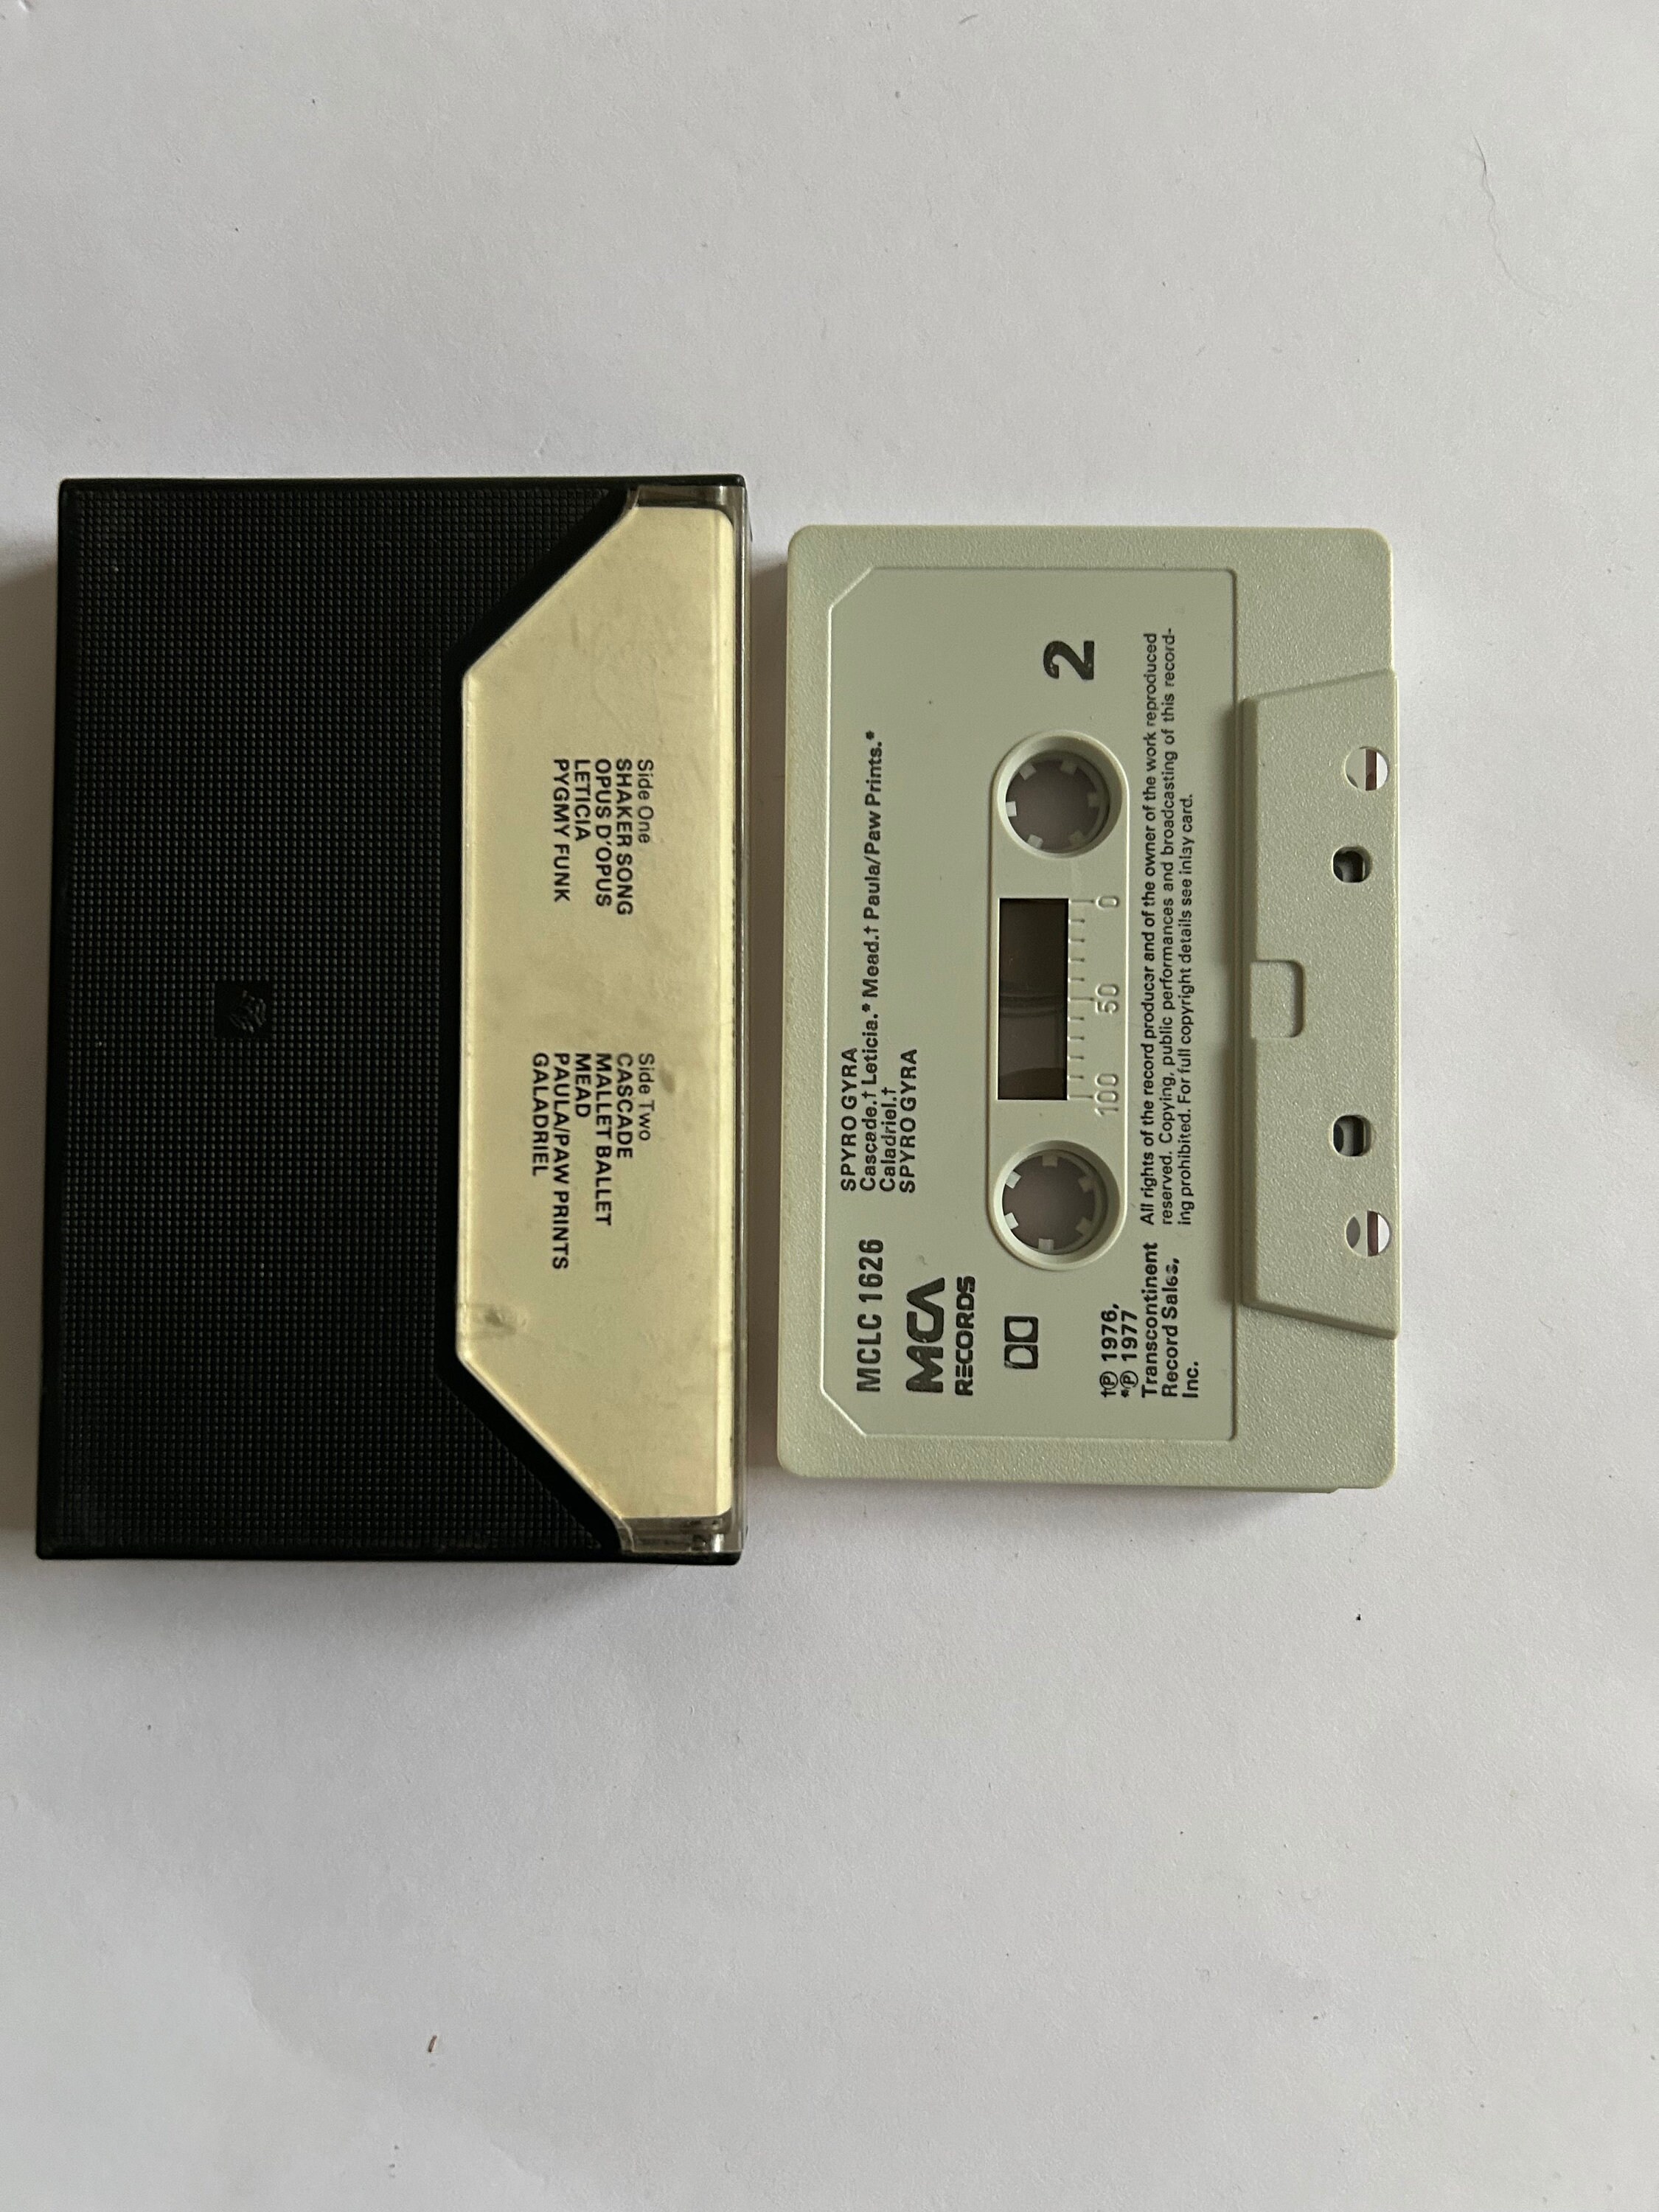 Side One
SHAKER SONG
OPUS D'OPUS
LETICIA
PYGMY FUNK
Side Two
CASCADE
MALLET BALLET
MEAD
PAULA/PAW PRINTS
GALADRIEL
MCLC 1626
MCA
RECORDS
SPYRO GYRA
Cascade.† Leticia.* Mead.† Paula/Paw Prints.*
Caladriel.†
SPYRO GYRA
2
100 50 0
†℗ 1976,
*℗ 1977
Transcontinent
Record Sales,
Inc.
All rights of the record producer and of the owner of the work reproduced
reserved. Copying, public performances and broadcasting of this record-
ing prohibited. For full copyright details see inlay card.